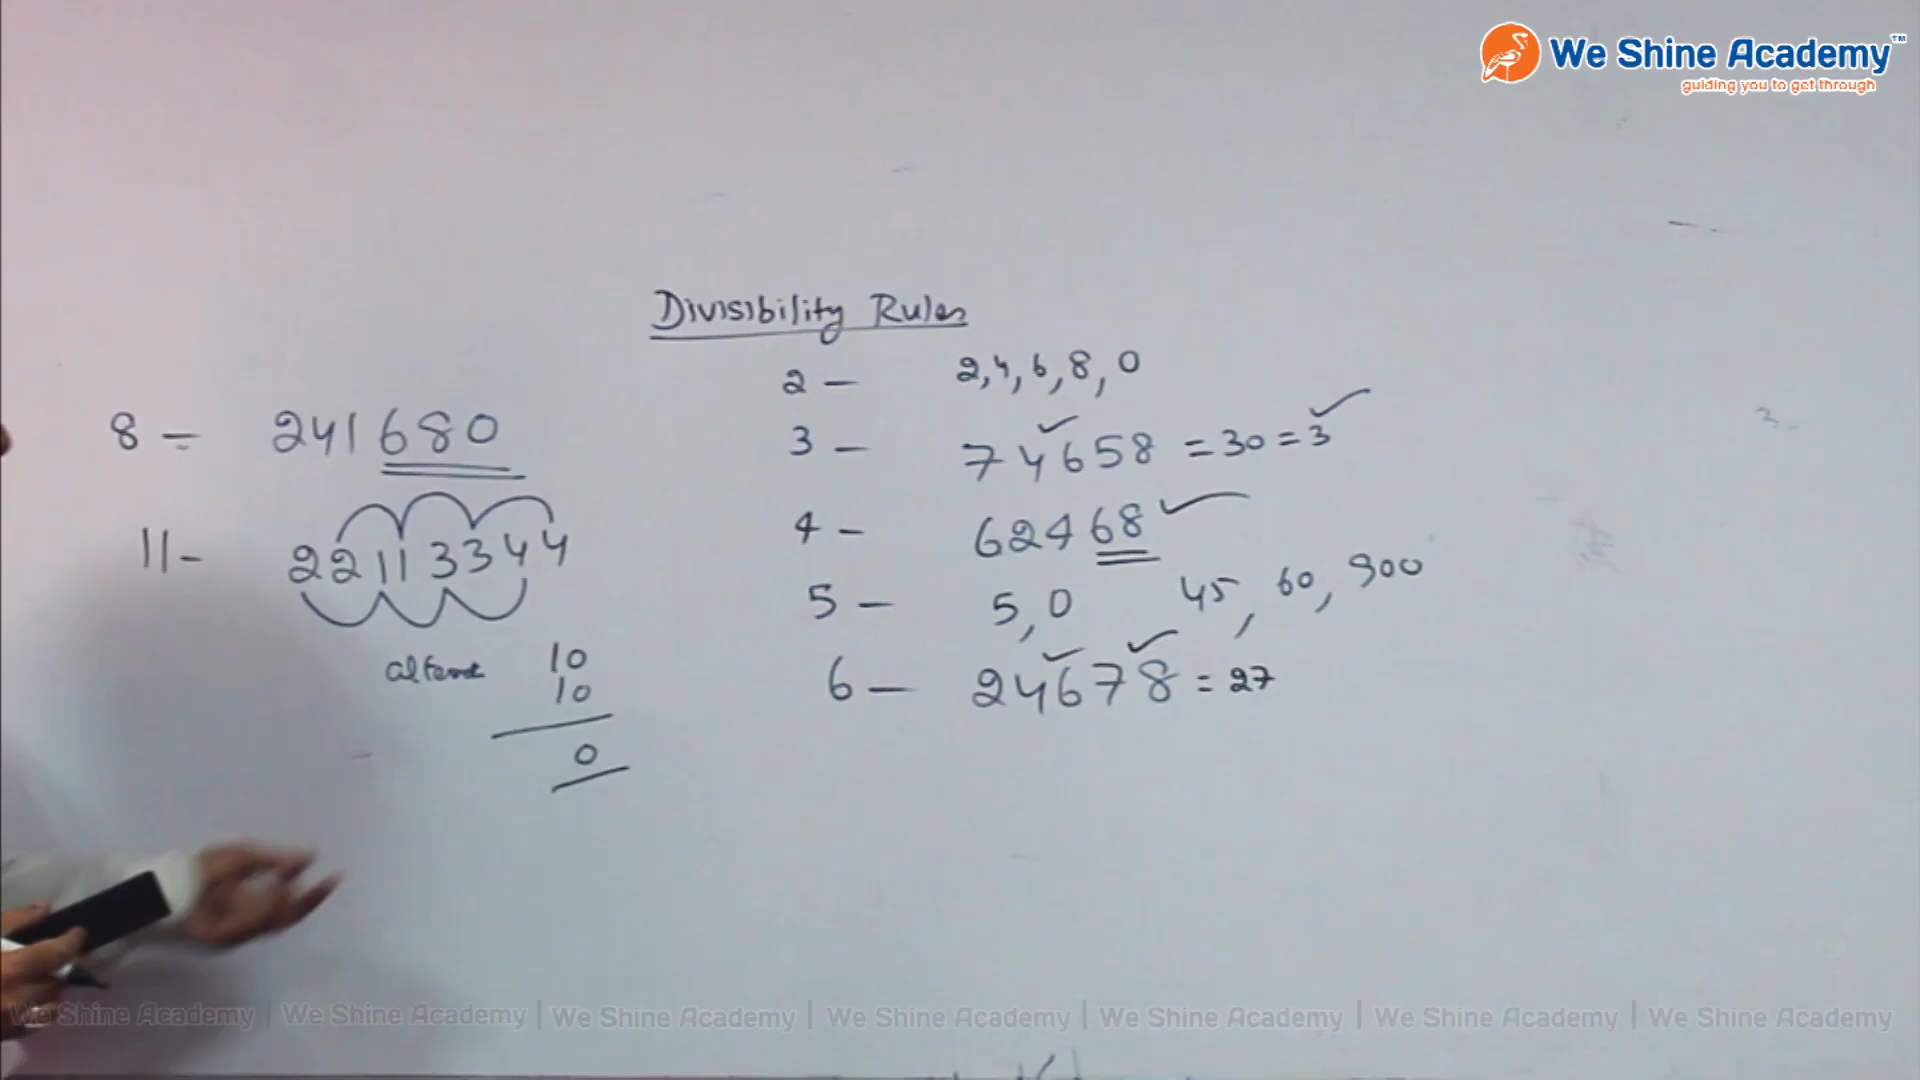 We Shine Academy™
guiding you to get through
Divisibility Rules
2 - 2,4,6,8,0
3 - 74658 = 30 = 3
4 - 62468
5 - 5,0 45, 60, 900
6 - 24678 = 27
8 - 241680
11- 22113344
10
10
0
We Shine Academy | We Shine Academy | We Shine Academy | We Shine Academy | We Shine Academy | We Shine Academy | We Shine Academy